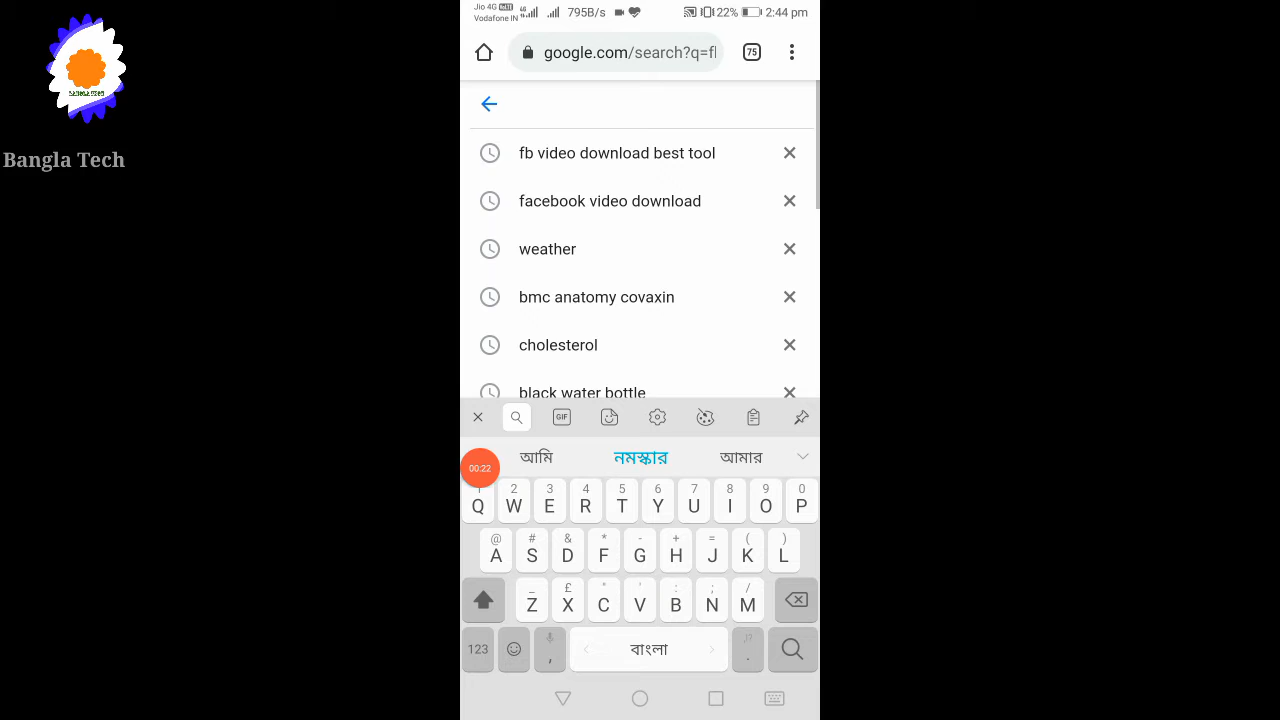 Jio 4G
Vodafone IN
4G
795B/s
22%
2:44 pm
google.com/search?q=f
75
Bangla Tech
fb video download best tool
facebook video download
weather
bmc anatomy covaxin
cholesterol
black water bottle
GIF
আমি নমস্কার আমার
00:22
1 2 3 4 5 6 7 8 9 0
Q W E R T Y U I O P
@ # & * - + = ( )
A S D F G H J K L
_ £ " ' : ; /
Z X C V B N M
123 , বাংলা .